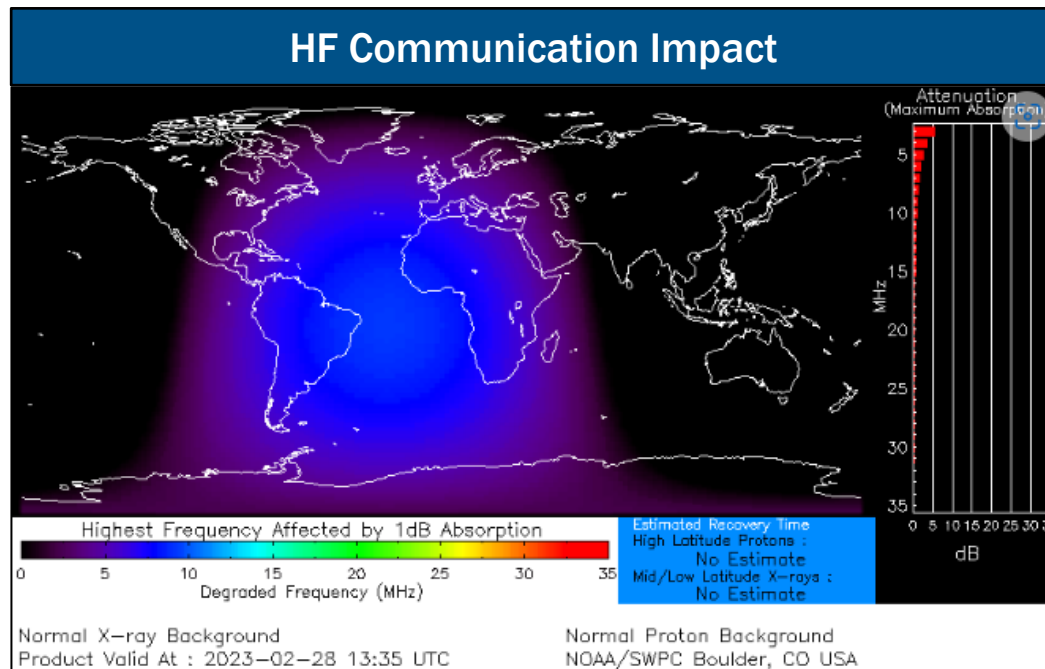 HF Communication Impact
Attenuation
(Maximum Absorption)
5
10
15
20
25
30
35
MHz
0 5 10 15 20 25 30
dB
Highest Frequency Affected by 1dB Absorption
0 5 10 15 20 25 30 35
Degraded Frequency (MHz)
Estimated Recovery Time
High Latitude Protons :
No Estimate
Mid/Low Latitude X-rays :
No Estimate
Normal X-ray Background
Product Valid At : 2023-02-28 13:35 UTC
Normal Proton Background
NOAA/SWPC Boulder, CO USA